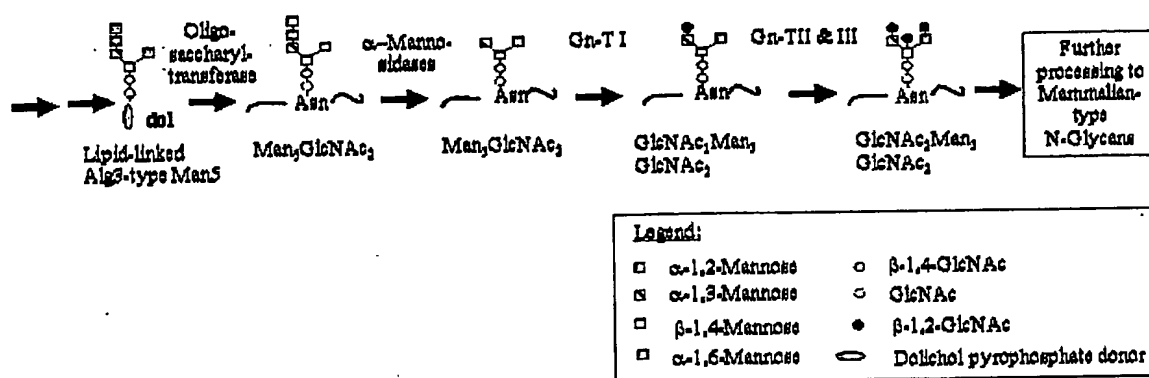 Oligo-
saccharyl-
transferase
α-Manno-
sidases
Gn-T I
Gn-TII & III
dol
Lipid-linked
Alg3-type Man5
Asn
Man₅GlcNAc₂
Asn
Man₃GlcNAc₂
Asn
GlcNAc₁Man₃
GlcNAc₂
Asn
GlcNAc₃Man₃
GlcNAc₂
Further
processing to
Mammalian-
type
N-Glycans
Legend:
α-1,2-Mannose
α-1,3-Mannose
β-1,4-Mannose
α-1,6-Mannose
β-1,4-GlcNAc
GlcNAc
β-1,2-GlcNAc
Dolichol pyrophosphate donor